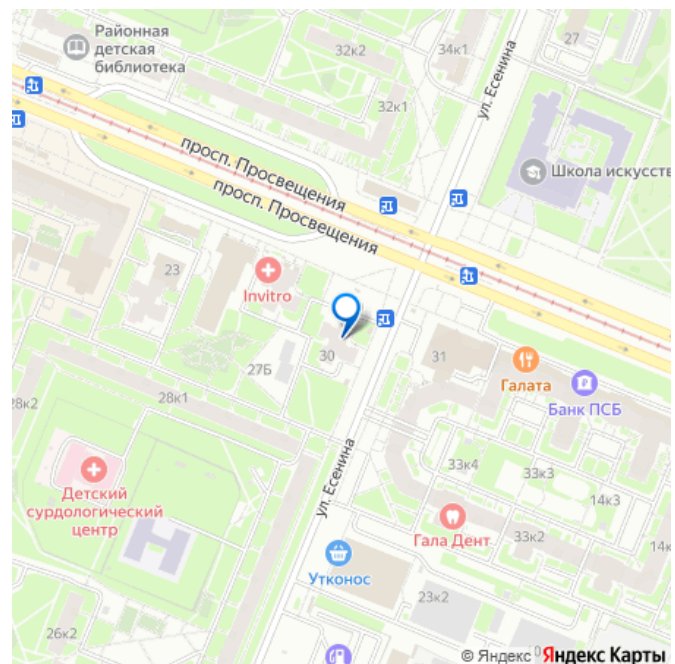 Районная
детская
библиотека
32к2
34к1
27
32к1
ул. Есенина
просп. Просвещения
просп. Просвещения
Школа искусств
23
Invitro
30
27Б
31
Галата
Банк ПСБ
28к2
28к1
ул. Есенина
33к4
33к3
14к3
Детский
сурдологический
центр
Гала Дент
33к2
14к
Утконос
23к2
26к2
© Яндекс
Яндекс Карты